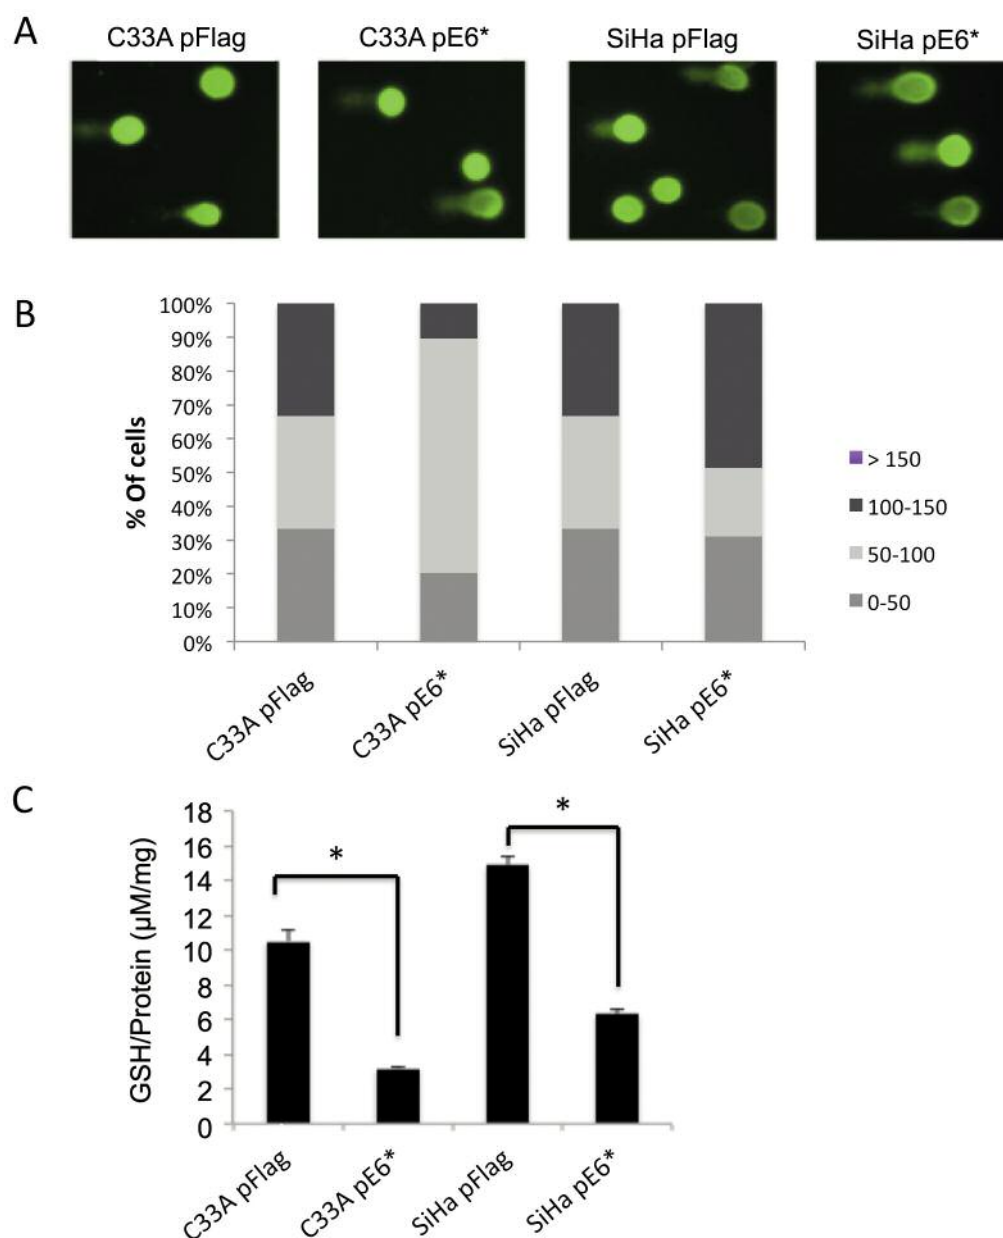 A
C33A pFlag
C33A pE6*
SiHa pFlag
SiHa pE6*
B
% Of cells
100%
90%
80%
70%
60%
50%
40%
30%
20%
10%
0%
C33A pFlag
C33A pE6*
SiHa pFlag
SiHa pE6*
> 150
100-150
50-100
0-50
C
GSH/Protein (µM/mg)
18
16
14
12
10
8
6
4
2
0
*
*
C33A pFlag
C33A pE6*
SiHa pFlag
SiHa pE6*